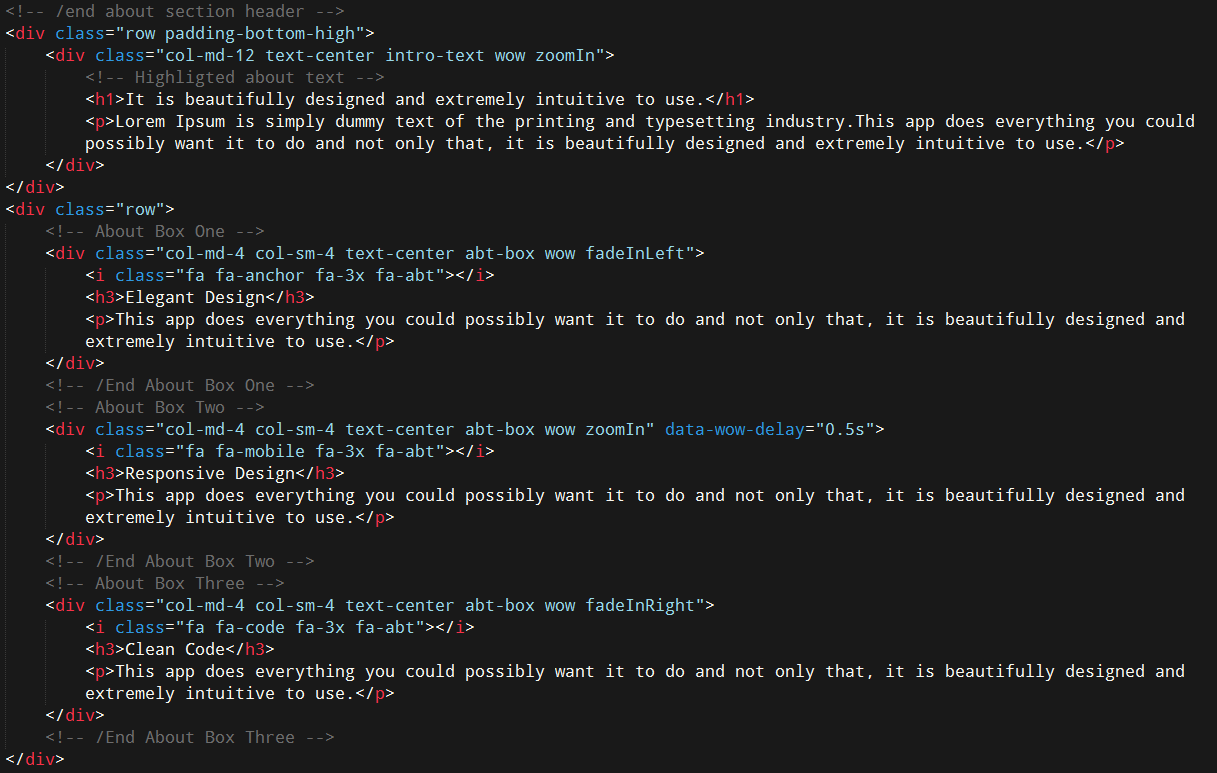 <!-- /end about section header -->
<div class="row padding-bottom-high">
    <div class="col-md-12 text-center intro-text wow zoomIn">
        <!-- Highligted about text -->
        <h1>It is beautifully designed and extremely intuitive to use.</h1>
        <p>Lorem Ipsum is simply dummy text of the printing and typesetting industry.This app does everything you could
        possibly want it to do and not only that, it is beautifully designed and extremely intuitive to use.</p>
    </div>
</div>
<div class="row">
    <!-- About Box One -->
    <div class="col-md-4 col-sm-4 text-center abt-box wow fadeInLeft">
        <i class="fa fa-anchor fa-3x fa-abt"></i>
        <h3>Elegant Design</h3>
        <p>This app does everything you could possibly want it to do and not only that, it is beautifully designed and
        extremely intuitive to use.</p>
    </div>
    <!-- /End About Box One -->
    <!-- About Box Two -->
    <div class="col-md-4 col-sm-4 text-center abt-box wow zoomIn" data-wow-delay="0.5s">
        <i class="fa fa-mobile fa-3x fa-abt"></i>
        <h3>Responsive Design</h3>
        <p>This app does everything you could possibly want it to do and not only that, it is beautifully designed and
        extremely intuitive to use.</p>
    </div>
    <!-- /End About Box Two -->
    <!-- About Box Three -->
    <div class="col-md-4 col-sm-4 text-center abt-box wow fadeInRight">
        <i class="fa fa-code fa-3x fa-abt"></i>
        <h3>Clean Code</h3>
        <p>This app does everything you could possibly want it to do and not only that, it is beautifully designed and
        extremely intuitive to use.</p>
    </div>
    <!-- /End About Box Three -->
</div>